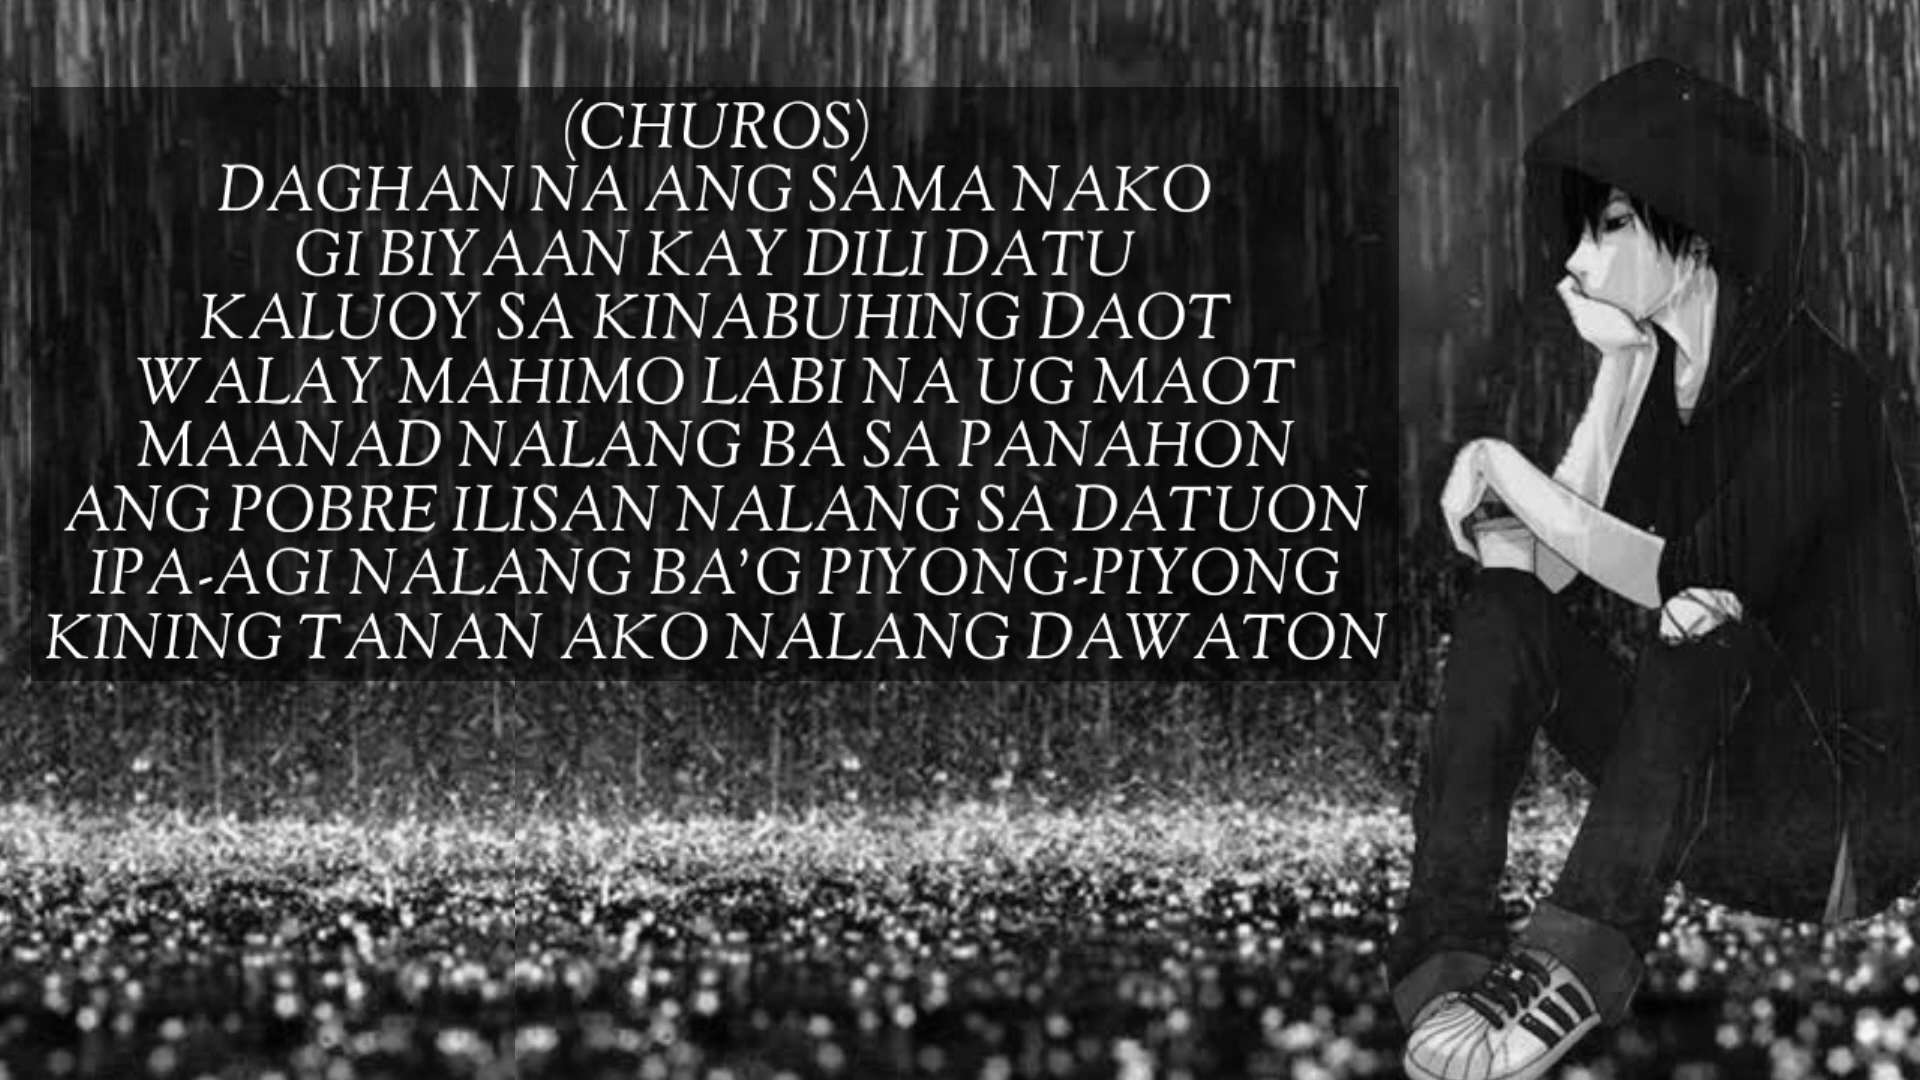 (CHUROS)
DAGHAN NA ANG SAMA NAKO
GI BIYAAN KAY DILI DATU
KALUOY SA KINABUHING DAOT
WALAY MAHIMO LABI NA UG MAOT
MAANAD NALANG BA SA PANAHON
ANG POBRE ILISAN NALANG SA DATUON
IPA-AGI NALANG BA'G PIYONG-PIYONG
KINING TANAN AKO NALANG DAWATON